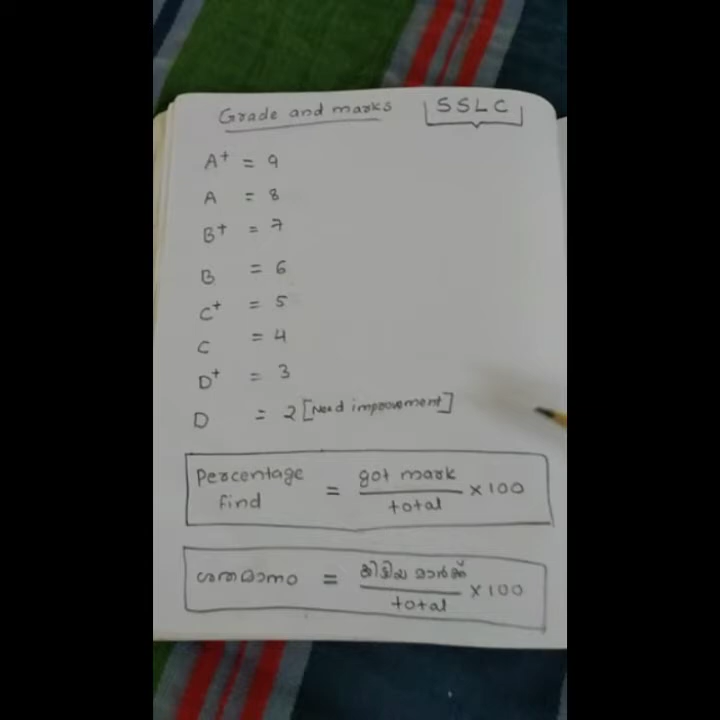 Grade and marks
SSLC
A+ = 9
A = 8
B+ = 7
B = 6
C+ = 5
C = 4
D+ = 3
D = 2 [Need improvement]
Percentage find = got mark / total × 100
ശതമാനം = കിട്ടിയ മാർക്ക് / total × 100